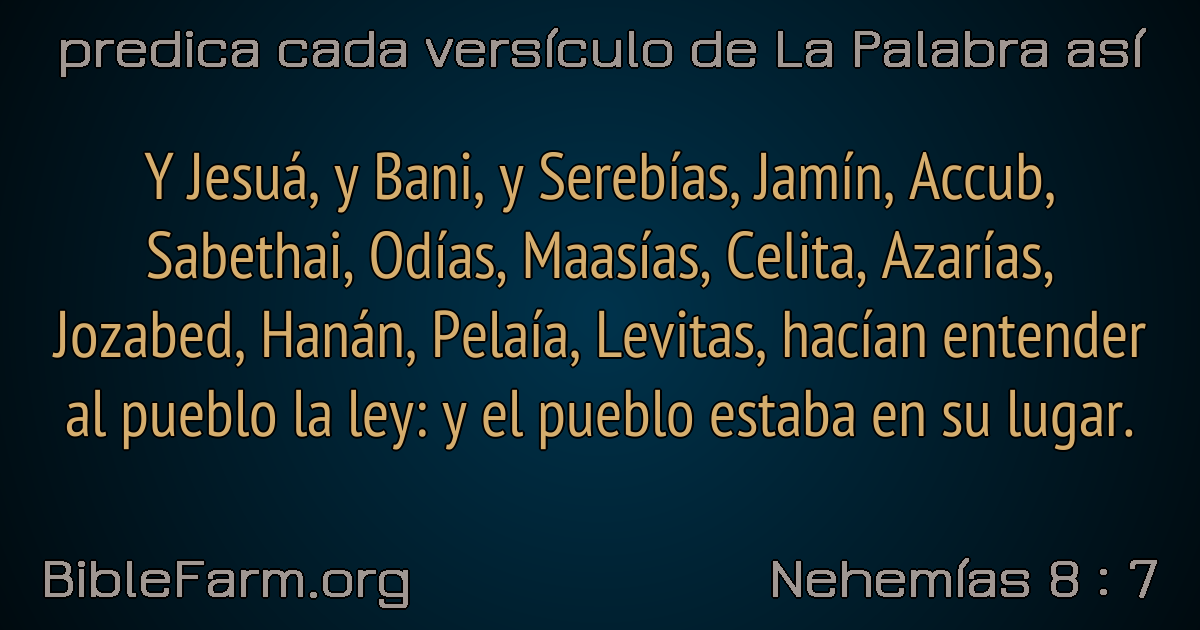 predica cada versículo de La Palabra así
Y Jesuá, y Bani, y Serebías, Jamín, Accub,
Sabethai, Odías, Maasías, Celita, Azarías,
Jozabed, Hanán, Pelaía, Levitas, hacían entender
al pueblo la ley: y el pueblo estaba en su lugar.
BibleFarm.org
Nehemías 8 : 7